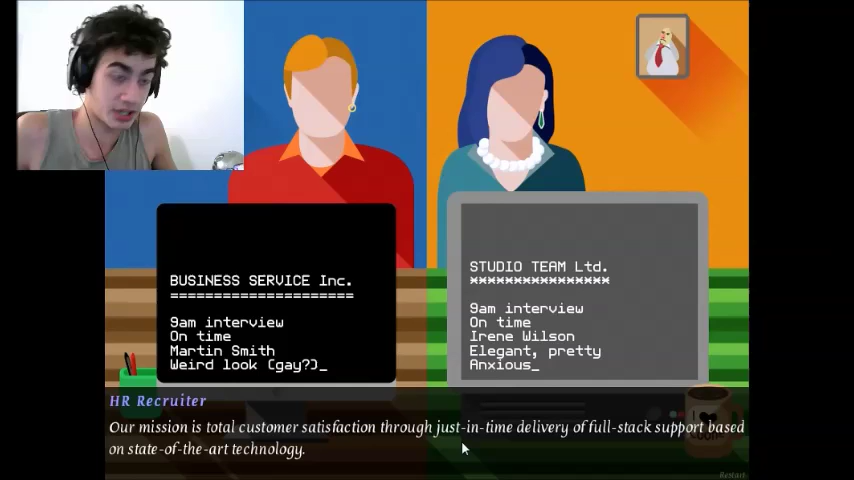 BUSINESS SERVICE Inc.
=====================
9am interview
On time
Martin Smith
Weird look (gay?)_
STUDIO TEAM Ltd.
****************
9am interview
On time
Irene Wilson
Elegant, pretty
Anxious_
HR Recruiter
Our mission is total customer satisfaction through just-in-time delivery of full-stack support based
on state-of-the-art technology.
I
Restart